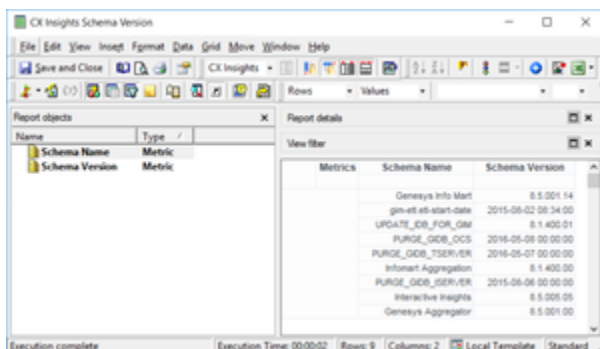 CX Insights Schema Version
File Edit View Insert Format Data Grid Move Window Help
Save and Close CX Insights
Rows Values
Report objects
Name Type
Schema Name Metric
Schema Version Metric
Report details
View filter
Metrics Schema Name Schema Version
Genesys Info Mart 8.5.001.14
gim-etl.etl-start-date 2015-08-02 08:34:00
UPDATE_IDB_FOR_GIM 8.1.400.01
PURGE_GIDB_OCS 2016-05-08 00:00:00
PURGE_GIDB_TSERVER 2016-05-07 00:00:00
Infomart Aggregation 8.1.400.00
PURGE_GIDB_ISERVER 2015-08-06 00:00:00
Interactive Insights 8.5.005.05
Genesys Aggregator 8.5.001.00
Execution complete Execution Time: 00:00:02 Rows: 9 Columns: 2 Local Template Standard